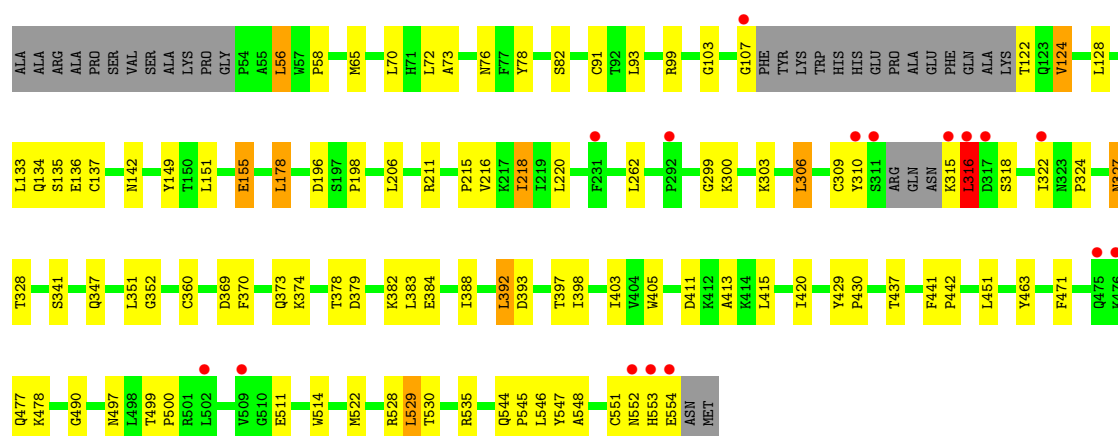 ALA ALA ARG ALA PRO SER VAL SER ALA LYS PRO GLY P54 A55 L56 W57 P58 M65 L70 H71 L72 A73 N76 F77 Y78 S82 C91 T92 L93 R99 G103 G107 PHE TYR LYS TRP HIS HIS GLU PRO ALA GLU PHE GLN ALA LYS T122 Q123 V124 L128
L133 Q134 S135 E136 C137 N142 Y149 T150 L151 E155 L178 D196 S197 P198 L206 R211 P215 V216 K217 I218 I219 L220 F231 L262 P292 G299 K300 K303 L306 C309 Y310 S311 ARG GLN ASN K315 L316 D317 S318 I322 N323 P324 N327
T328 S341 Q347 L351 G352 C360 D369 F370 Q373 K374 T378 D379 K382 L383 E384 I388 L392 D393 T397 I398 I403 V404 W405 D411 K412 A413 K414 L415 I420 Y429 P430 T437 F441 P442 L451 Y463 F471 Q475 K476
Q477 K478 G490 N497 L498 T499 P500 R501 L502 V509 G510 E511 W514 M522 R528 L529 T530 R535 Q544 P545 L546 Y547 A548 C551 N552 H553 E554 ASN MET